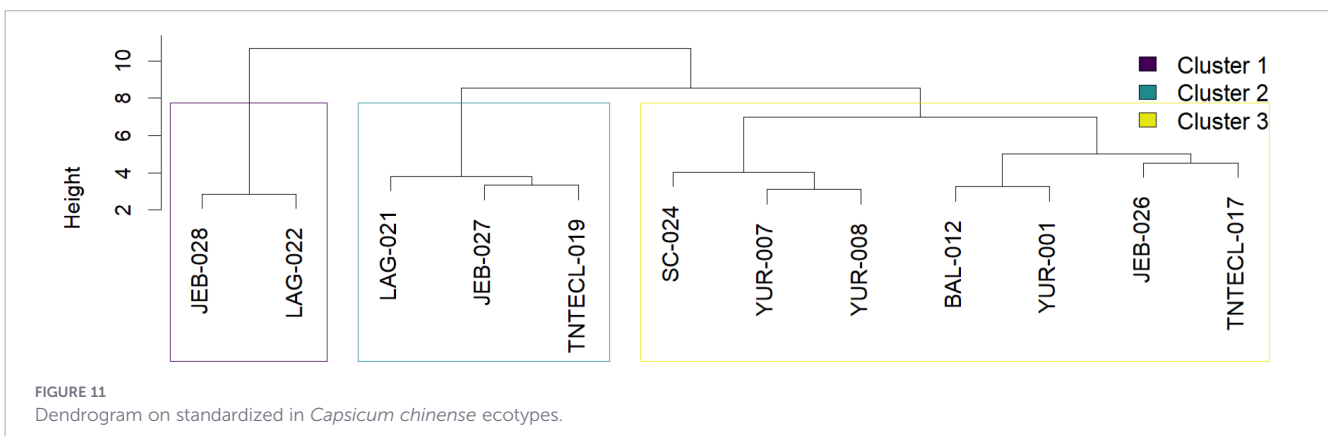 10
8
6
4
2
Height
Cluster 1
Cluster 2
Cluster 3
JEB-028
LAG-022
LAG-021
JEB-027
TNTECL-019
SC-024
YUR-007
YUR-008
BAL-012
YUR-001
JEB-026
TNTECL-017
FIGURE 11
Dendrogram on standardized in Capsicum chinense ecotypes.